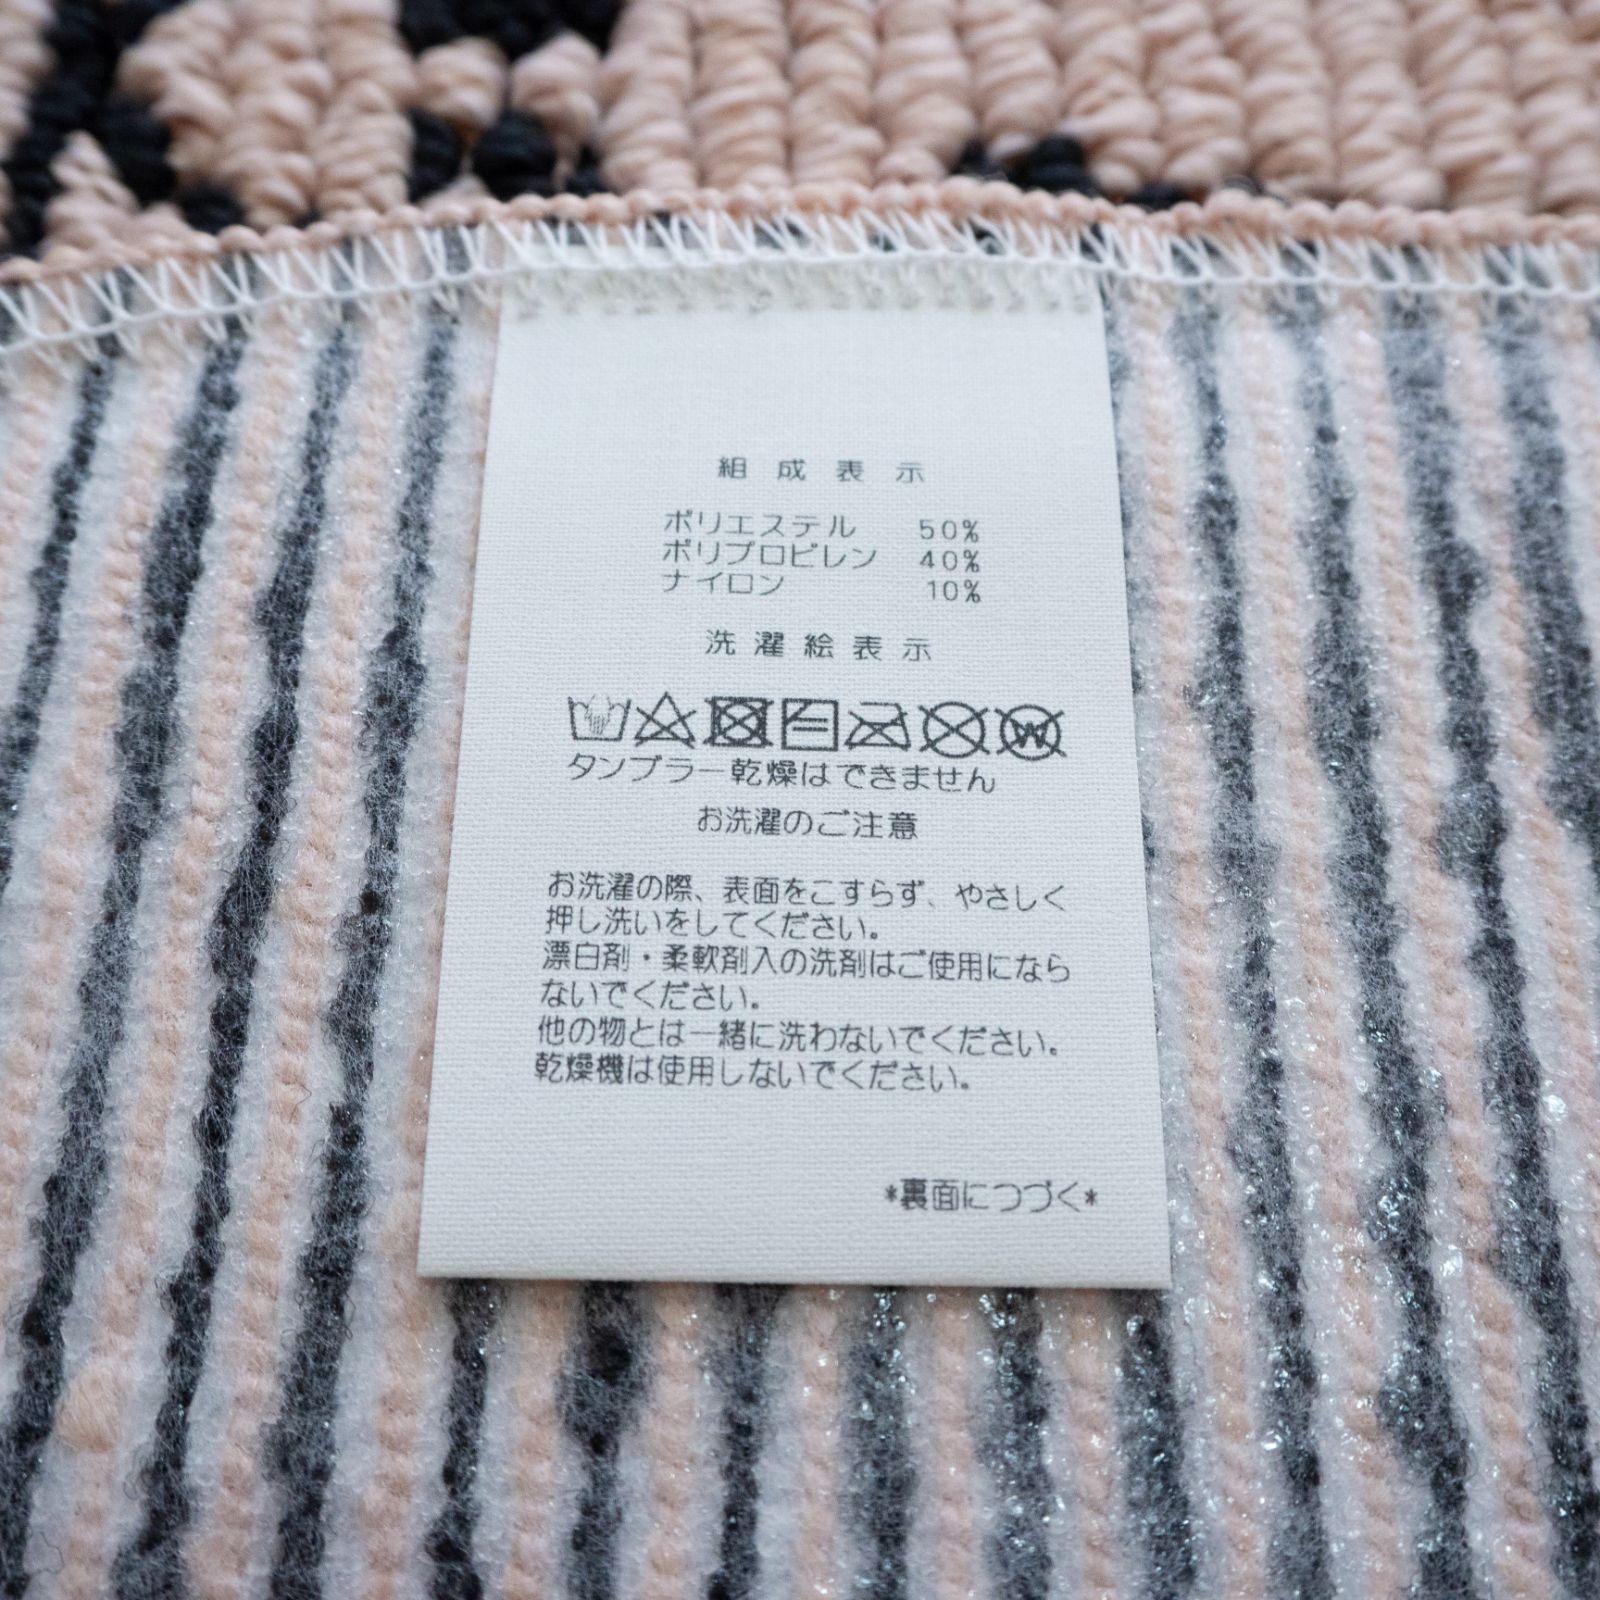 組成表示
ポリエステル 50%
ポリプロピレン 40%
ナイロン 10%
洗濯絵表示
W
タンブラー乾燥はできません
お洗濯のご注意
お洗濯の際、表面をこすらず、やさしく
押し洗いをしてください。
漂白剤・柔軟剤入の洗剤はご使用になら
ないでください。
他の物とは一緒に洗わないでください。
乾燥機は使用しないでください。
*裏面につづく*